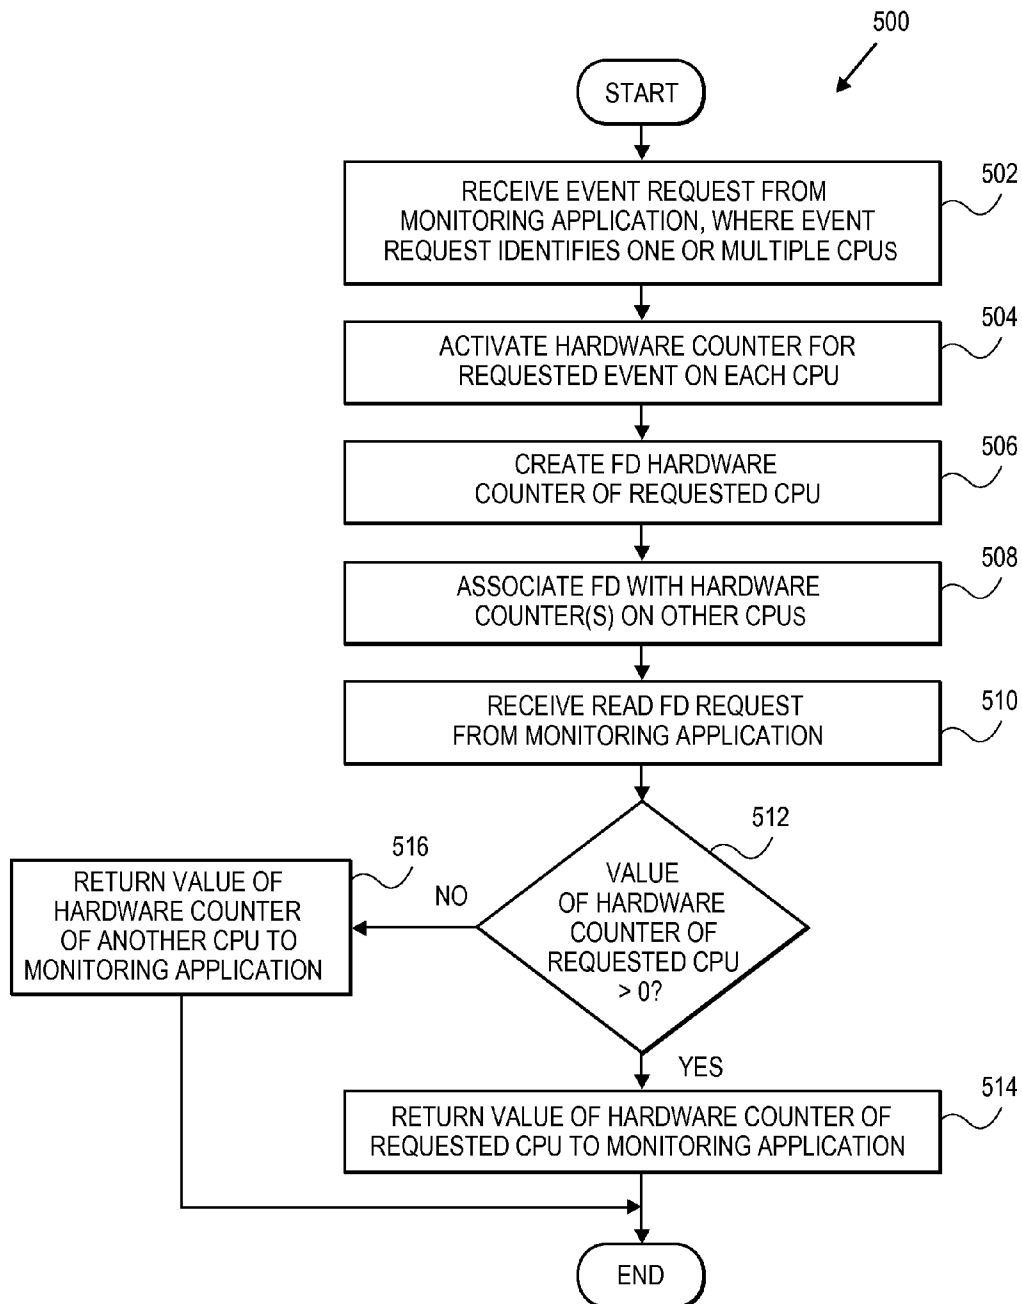 500
START
RECEIVE EVENT REQUEST FROM
MONITORING APPLICATION, WHERE EVENT
REQUEST IDENTIFIES ONE OR MULTIPLE CPUS
502
ACTIVATE HARDWARE COUNTER FOR
REQUESTED EVENT ON EACH CPU
504
CREATE FD HARDWARE
COUNTER OF REQUESTED CPU
506
ASSOCIATE FD WITH HARDWARE
COUNTER(S) ON OTHER CPUS
508
RECEIVE READ FD REQUEST
FROM MONITORING APPLICATION
510
VALUE
OF HARDWARE
COUNTER OF
REQUESTED CPU
> 0?
512
NO
RETURN VALUE OF
HARDWARE COUNTER
OF ANOTHER CPU TO
MONITORING APPLICATION
516
YES
RETURN VALUE OF HARDWARE COUNTER OF
REQUESTED CPU TO MONITORING APPLICATION
514
END